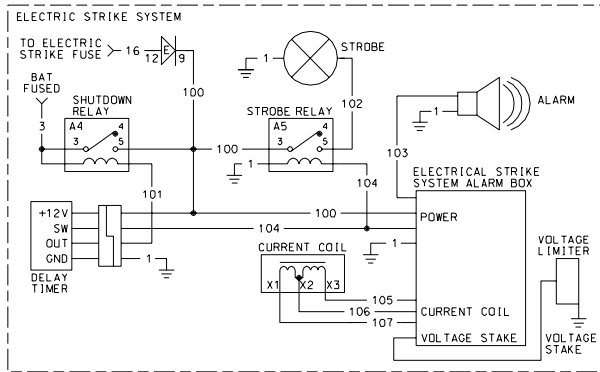 ELECTRIC STRIKE SYSTEM
TO ELECTRIC
STRIKE FUSE
16
12
E
9
100
BAT
FUSED
3
SHUTDOWN
RELAY
A4
3
4
5
101
STROBE
1
102
STROBE RELAY
A5
3
4
5
100
1
104
ALARM
1
103
ELECTRICAL STRIKE
SYSTEM ALARM BOX
+12V
SW
OUT
GND
DELAY
TIMER
1
100
104
POWER
1
CURRENT COIL
X1
X2
X3
105
106
107
CURRENT COIL
VOLTAGE STAKE
VOLTAGE
LIMITER
VOLTAGE
STAKE